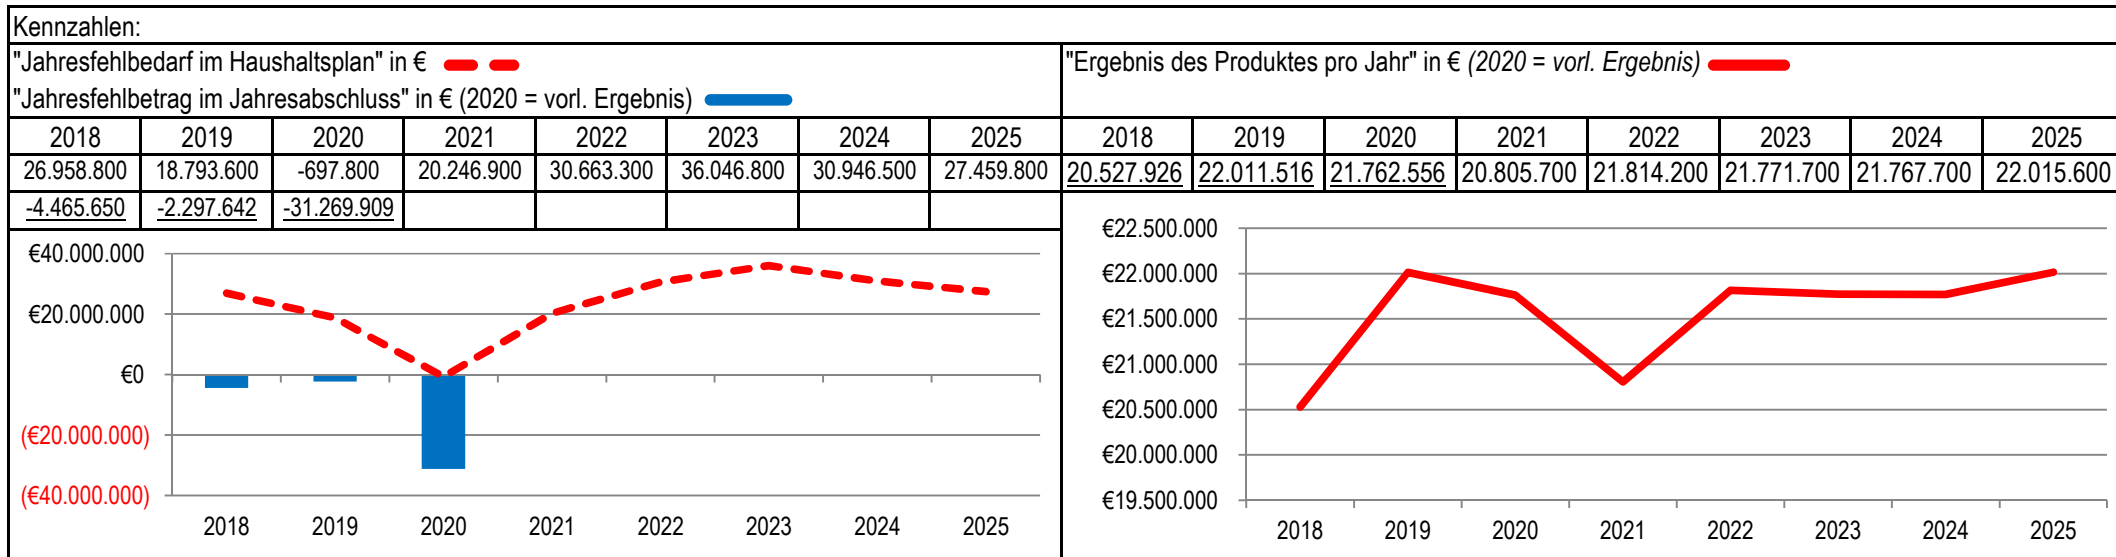 Kennzahlen:
"Jahresfehlbedarf im Haushaltsplan" in €
"Jahresfehlbetrag im Jahresabschluss" in € (2020 = vorl. Ergebnis)
2018 2019 2020 2021 2022 2023 2024 2025
26.958.800 18.793.600 -697.800 20.246.900 30.663.300 36.046.800 30.946.500 27.459.800
-4.465.650 -2.297.642 -31.269.909
€40.000.000
€20.000.000
€0
(€20.000.000)
(€40.000.000)
2018 2019 2020 2021 2022 2023 2024 2025
"Ergebnis des Produktes pro Jahr" in € (2020 = vorl. Ergebnis)
2018 2019 2020 2021 2022 2023 2024 2025
20.527.926 22.011.516 21.762.556 20.805.700 21.814.200 21.771.700 21.767.700 22.015.600
€22.500.000
€22.000.000
€21.500.000
€21.000.000
€20.500.000
€20.000.000
€19.500.000
2018 2019 2020 2021 2022 2023 2024 2025